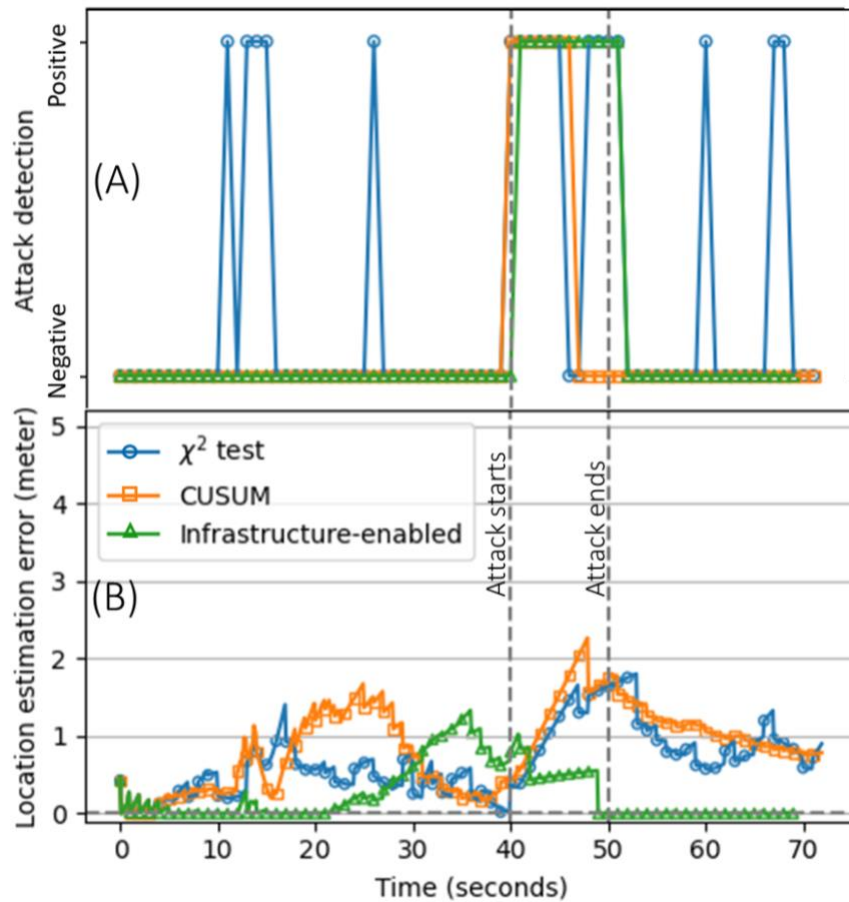 Positive
(A)
Attack detection
Negative
Location estimation error (meter)
5
4
3
2
1
0
χ² test
CUSUM
Infrastructure-enabled
Attack starts
Attack ends
(B)
0 10 20 30 40 50 60 70
Time (seconds)